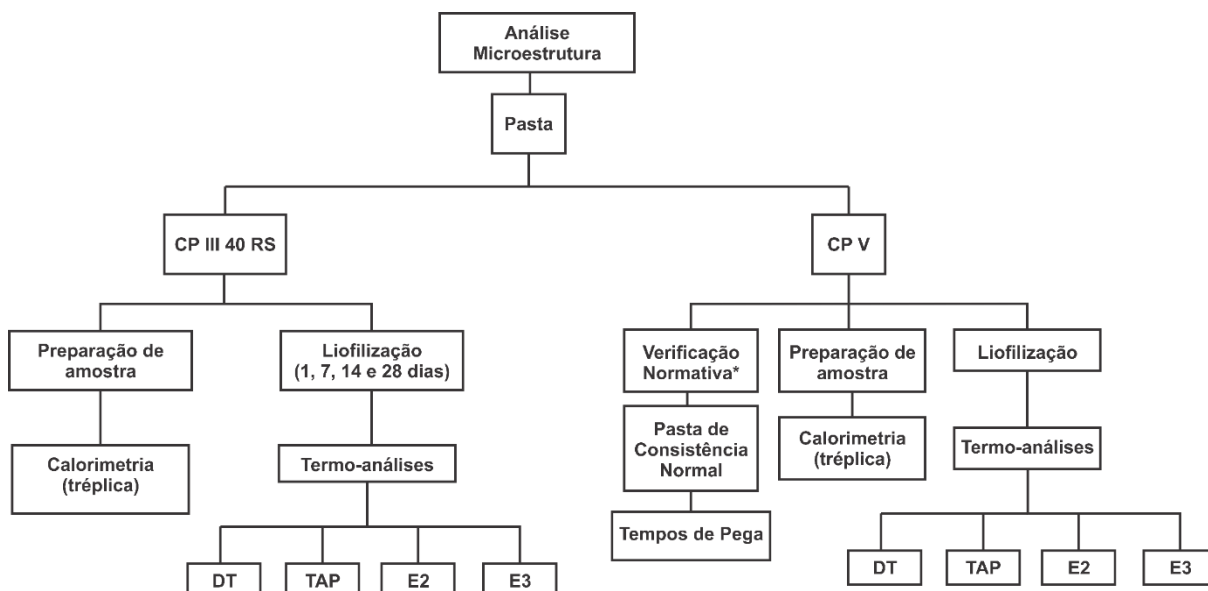 Análise
Microestrutura
Pasta
CP III 40 RS
CP V
Preparação de
amostra
Liofilização
(1, 7, 14 e 28 dias)
Verificação
Normativa*
Preparação de
amostra
Liofilização
Calorimetria
(tréplica)
Termo-análises
Pasta de
Consistência
Normal
Calorimetria
(tréplica)
Termo-análises
Tempos de Pega
DT
TAP
E2
E3
DT
TAP
E2
E3